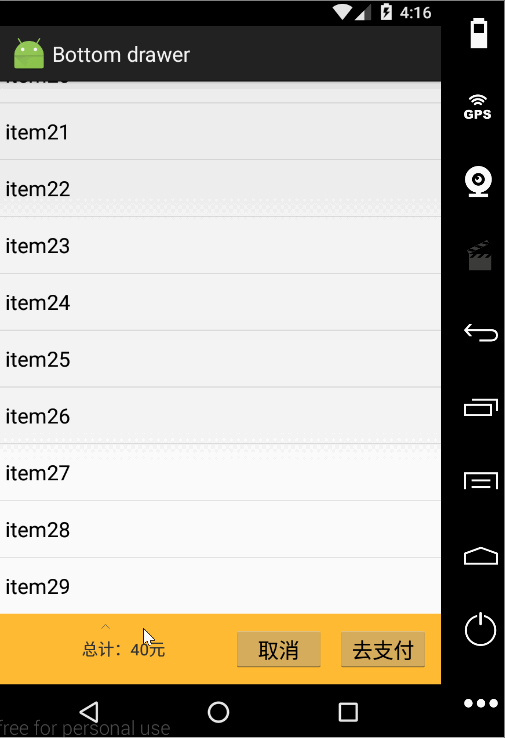 4:16
Bottom drawer
GPS
item21
item22
item23
item24
item25
item26
item27
item28
item29
总计：40元
取消
去支付
free for personal use